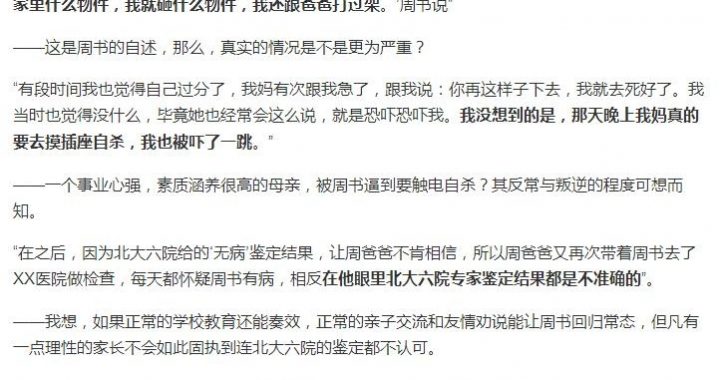 家里什么物件，我就砸什么物件，我还跟爸爸打过架。"周书说"
——这是周书的自述，那么，真实的情况是不是更为严重？
“有段时间我也觉得自己过分了，我妈有次跟我急了，跟我说：你再这样子下去，我就去死好了。我
当时也觉得没什么，毕竟她也经常会这么说，就是恐吓恐吓我。我没想到的是，那天晚上我妈真的
要去摸插座自杀，我也被吓了一跳。”
——一个事业心强，素质涵养很高的母亲，被周书逼到要触电自杀？其反常与叛逆的程度可想而
知。
“在之后，因为北大六院给的‘无病’鉴定结果，让周爸爸不肯相信，所以周爸爸又再次带着周书去了
XX医院做检查，每天都怀疑周书有病，相反在他眼里北大六院专家鉴定结果都是不准确的”。
——我想，如果正常的学校教育还能奏效，正常的亲子交流和友情劝说能让周书回归常态，但凡有
一点理性的家长不会如此固执到连北大六院的鉴定都不认可。